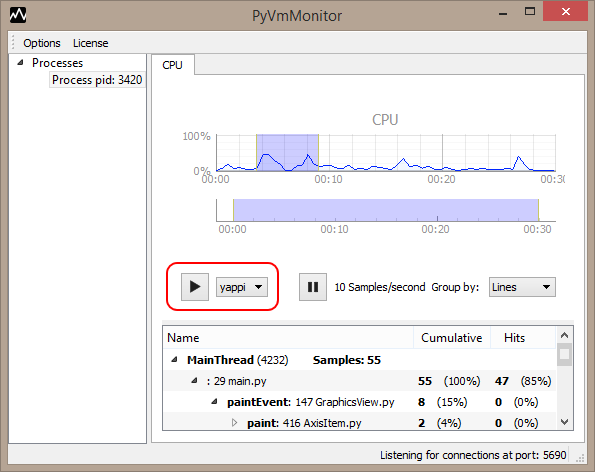 PyVmMonitor
Options License
Processes
Process pid: 3420
CPU
CPU
100%
0%
00:00 00:10 00:20 00:30
00:00 00:10 00:20 00:30
yappi 10 Samples/second Group by: Lines
Name Cumulative Hits
MainThread (4232) Samples: 55
: 29 main.py 55 (100%) 47 (85%)
paintEvent: 147 GraphicsView.py 8 (15%) 0 (0%)
paint: 416 AxisItem.py 2 (4%) 0 (0%)
Listening for connections at port: 5690